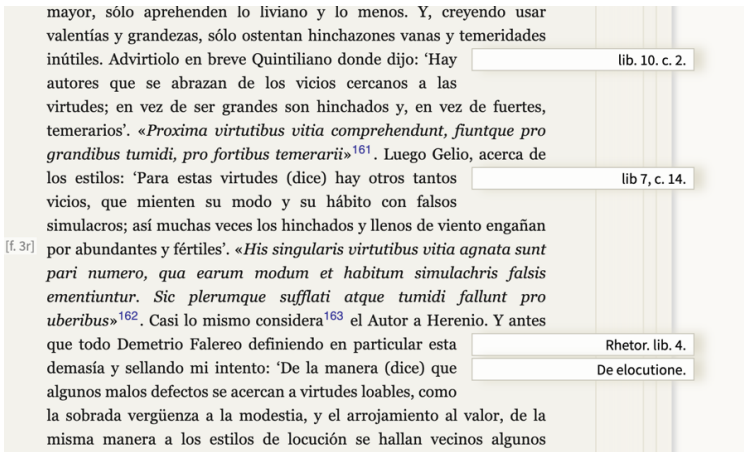 mayor, sólo aprehenden lo liviano y lo menos. Y, creyendo usar
valentías y grandezas, sólo ostentan hinchazones vanas y temeridades
inútiles. Advirtiolo en breve Quintiliano donde dijo: ‘Hay
lib. 10. c. 2.
autores que se abrazan de los vicios cercanos a las
virtudes; en vez de ser grandes son hinchados y, en vez de fuertes,
temerarios’. «Proxima virtutibus vitia comprehendunt, fiuntque pro
grandibus tumidi, pro fortibus temerarii»161. Luego Gelio, acerca de
los estilos: ‘Para estas virtudes (dice) hay otros tantos
lib 7, c. 14.
vicios, que mienten su modo y su hábito con falsos
simulacros; así muchas veces los hinchados y llenos de viento engañan
[f. 3r]
por abundantes y fértiles’. «His singularis virtutibus vitia agnata sunt
pari numero, qua earum modum et habitum simulachris falsis
ementiuntur. Sic plerumque sufflati atque tumidi fallunt pro
uberibus»162. Casi lo mismo considera163 el Autor a Herenio. Y antes
que todo Demetrio Falereo definiendo en particular esta
Rhetor. lib. 4.
demasía y sellando mi intento: ‘De la manera (dice) que
De elocutione.
algunos malos defectos se acercan a virtudes loables, como
la sobrada vergüenza a la modestia, y el arrojamiento al valor, de la
misma manera a los estilos de locución se hallan vecinos algunos